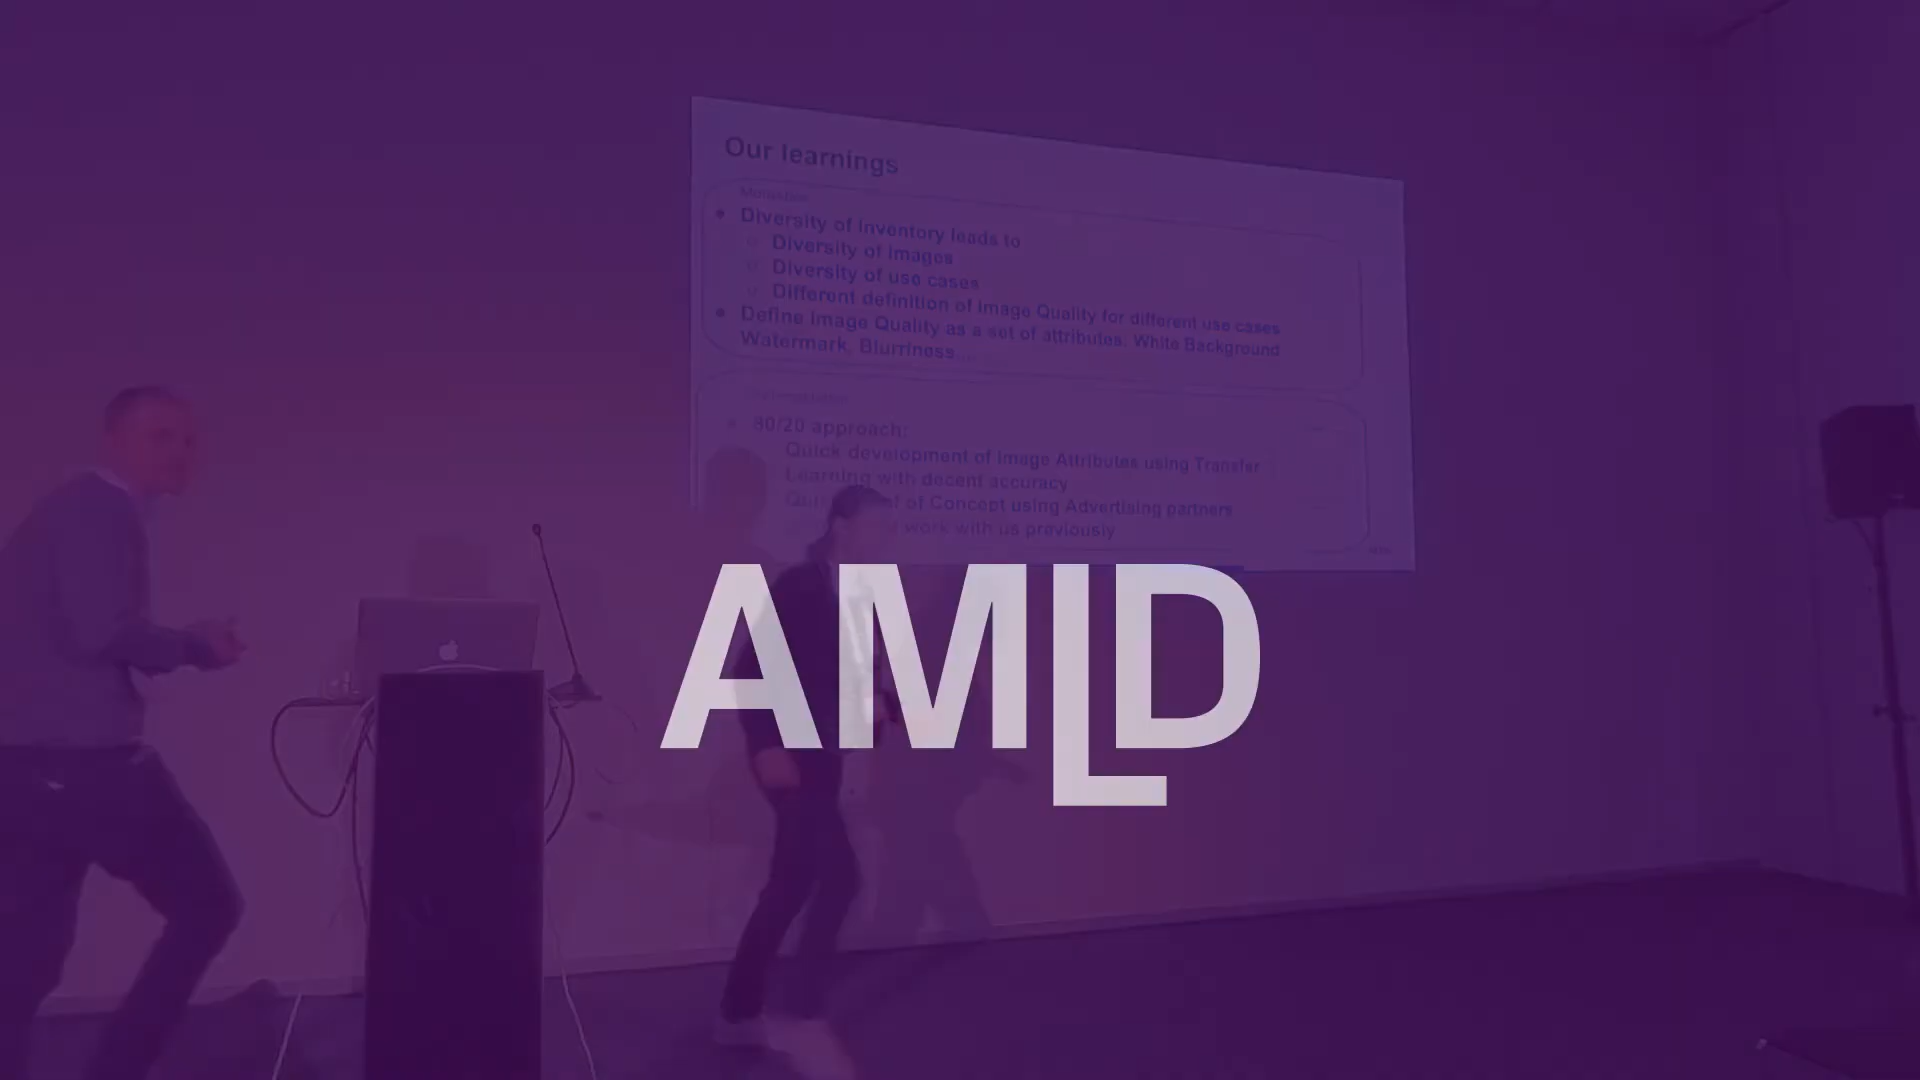 Our learnings
Motivation
Diversity of Inventory leads to
Diversity of Images
Diversity of use cases
Different definition of Image Quality for different use cases
Define Image Quality as a set of attributes: White Background
Watermark, Blurriness...
80/20 approach:
Quick development of Image Attributes using Transfer
Learning with decent accuracy
of Concept using Advertising partners
work with us previously
AMLD